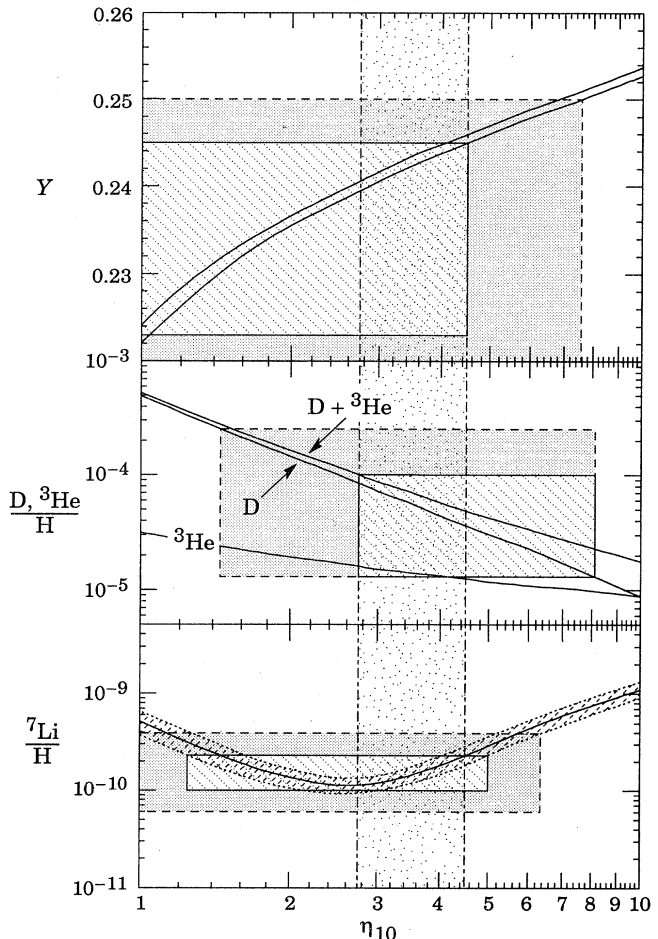 0.26
0.25
0.24
Y
0.23
10⁻³
D + ³He
10⁻⁴
D
D, ³He
H
³He
10⁻⁵
10⁻⁹
⁷Li
H
10⁻¹⁰
10⁻¹¹
1 2 3 4 5 6 7 8 9 10
η₁₀